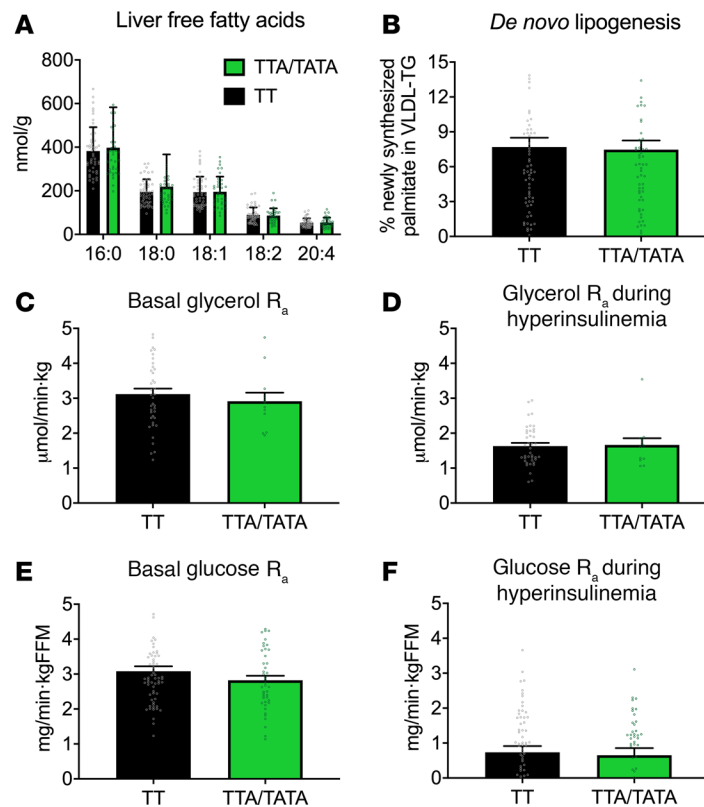 A
Liver free fatty acids
nmol/g
800
600
400
200
0
16:0 18:0 18:1 18:2 20:4
TTA/TATA
TT
B
De novo lipogenesis
% newly synthesized
palmitate in VLDL-TG
15
12
9
6
3
0
TT TTA/TATA
C
Basal glycerol Ra
μmol/min·kg
5
4
3
2
1
0
TT TTA/TATA
D
Glycerol Ra during
hyperinsulinemia
μmol/min·kg
5
4
3
2
1
0
TT TTA/TATA
E
Basal glucose Ra
mg/min·kgFFM
5
4
3
2
1
0
TT TTA/TATA
F
Glucose Ra during
hyperinsulinemia
mg/min·kgFFM
5
4
3
2
1
0
TT TTA/TATA